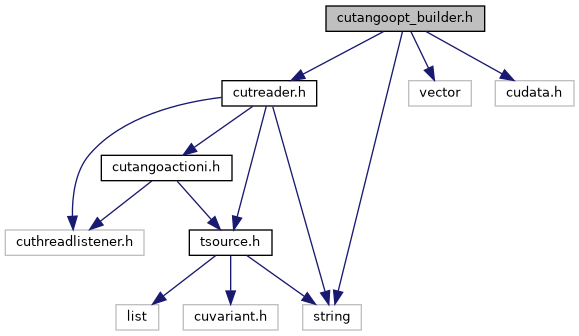 cutangoopt_builder.h
cutreader.h
vector
cudata.h
cutangoactioni.h
cuthreadlistener.h
tsource.h
list
cuvariant.h
string